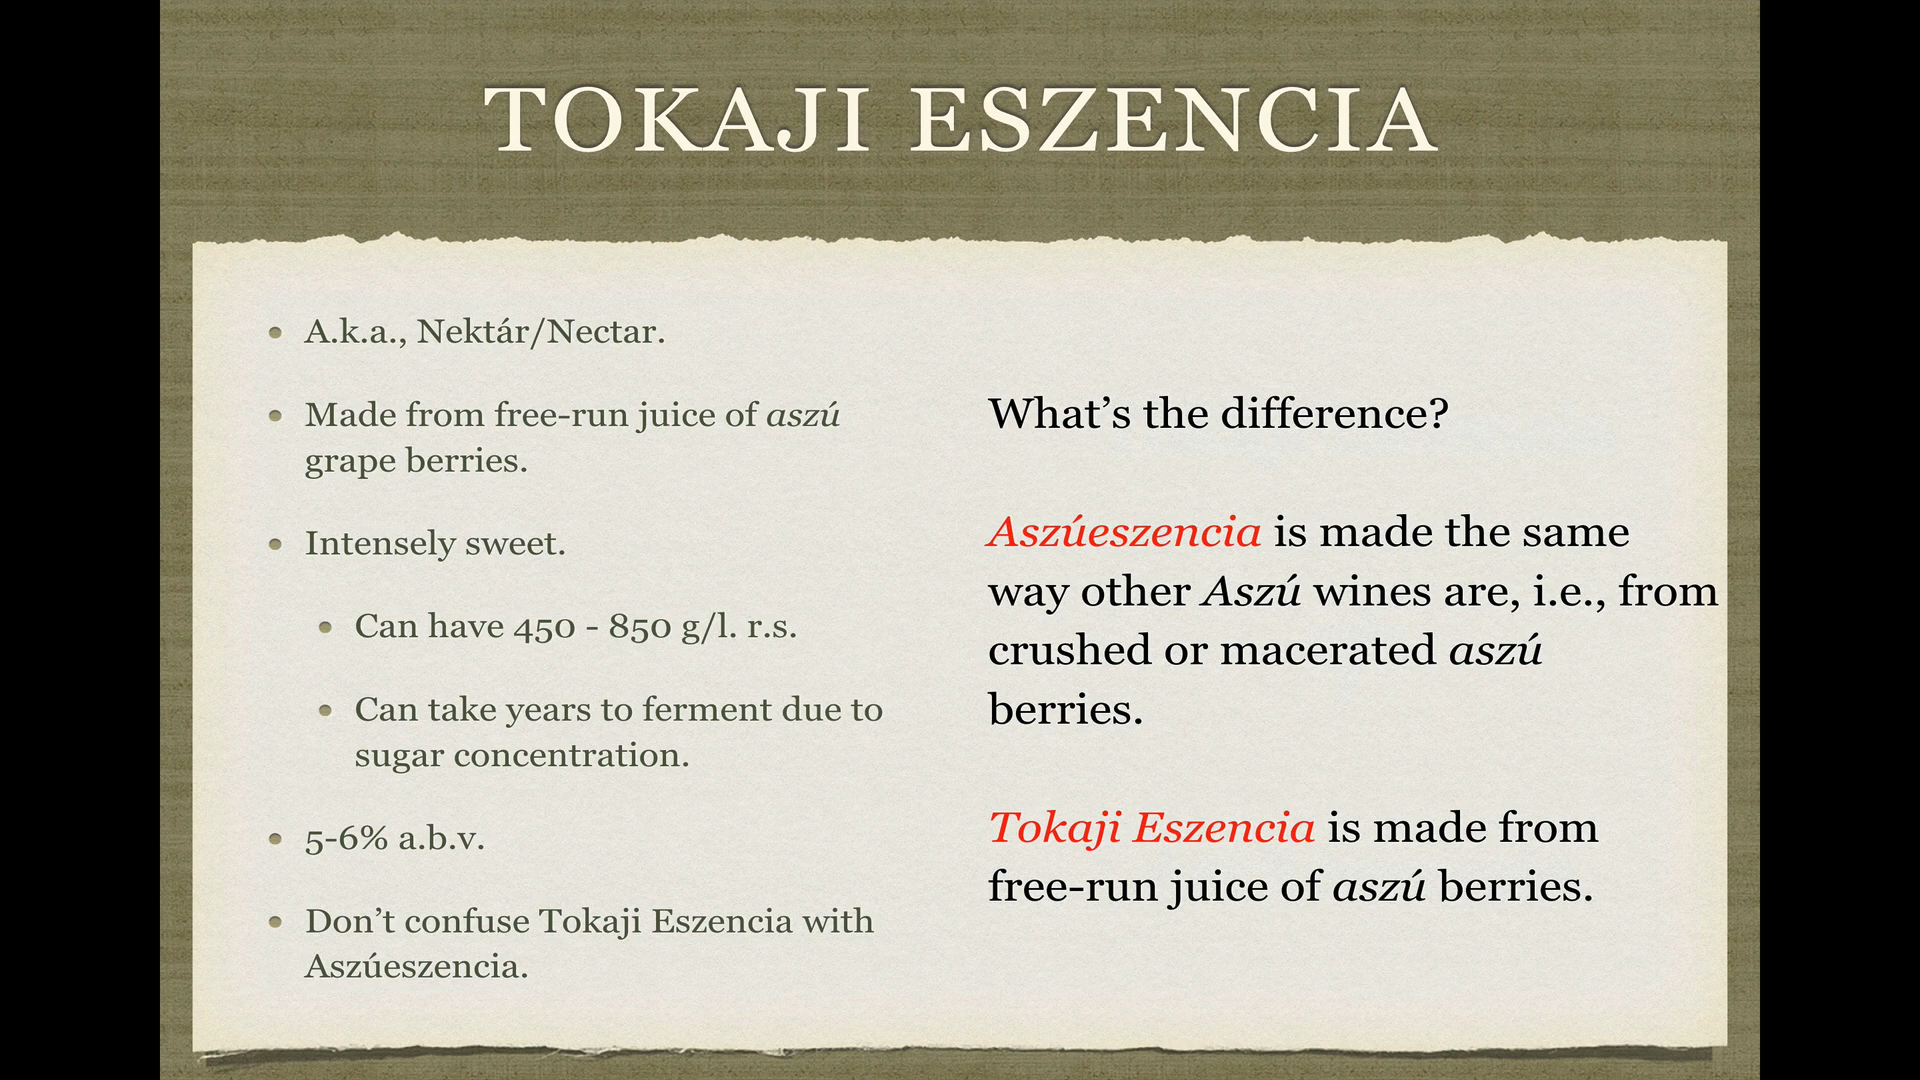 TOKAJI ESZENCIA
A.k.a., Nektár/Nectar.
Made from free-run juice of aszú
grape berries.
Intensely sweet.
Can have 450 - 850 g/l. r.s.
Can take years to ferment due to
sugar concentration.
5-6% a.b.v.
Don’t confuse Tokaji Eszencia with
Aszúeszencia.
What’s the difference?
Aszúeszencia is made the same
way other Aszú wines are, i.e., from
crushed or macerated aszú
berries.
Tokaji Eszencia is made from
free-run juice of aszú berries.